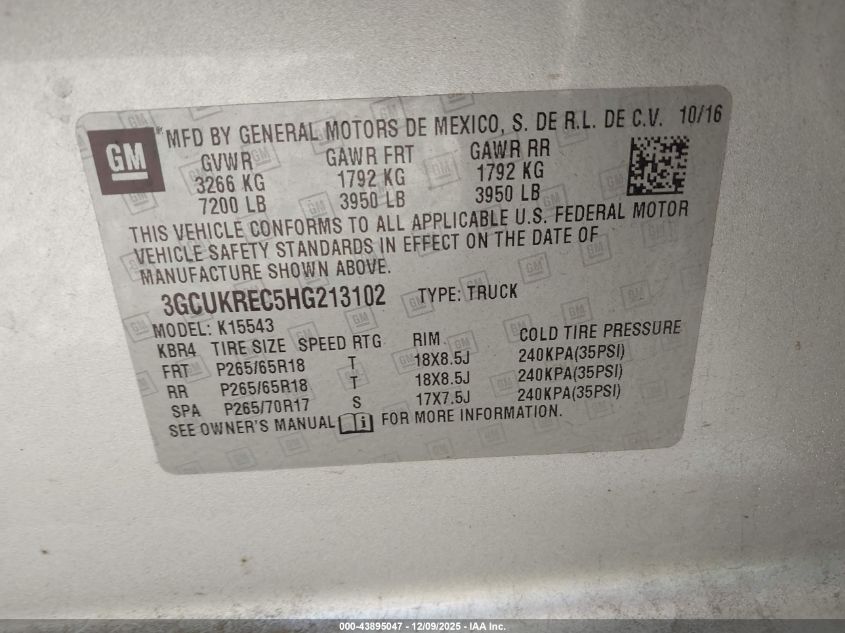 GM
MFD BY GENERAL MOTORS DE MEXICO, S. DE R.L. DE C.V. 10/16
GVWR GAWR FRT GAWR RR
3266 KG 1792 KG 1792 KG
7200 LB 3950 LB 3950 LB
THIS VEHICLE CONFORMS TO ALL APPLICABLE U.S. FEDERAL MOTOR
VEHICLE SAFETY STANDARDS IN EFFECT ON THE DATE OF
MANUFACTURE SHOWN ABOVE.
3GCUKREC5HG213102 TYPE: TRUCK
MODEL: K15543
KBR4 TIRE SIZE SPEED RTG RIM COLD TIRE PRESSURE
FRT P265/65R18 T 18X8.5J 240KPA(35PSI)
RR P265/65R18 T 18X8.5J 240KPA(35PSI)
SPA P265/70R17 S 17X7.5J 240KPA(35PSI)
SEE OWNER'S MANUAL FOR MORE INFORMATION.
000-43895047 - 12/09/2025 - IAA Inc.